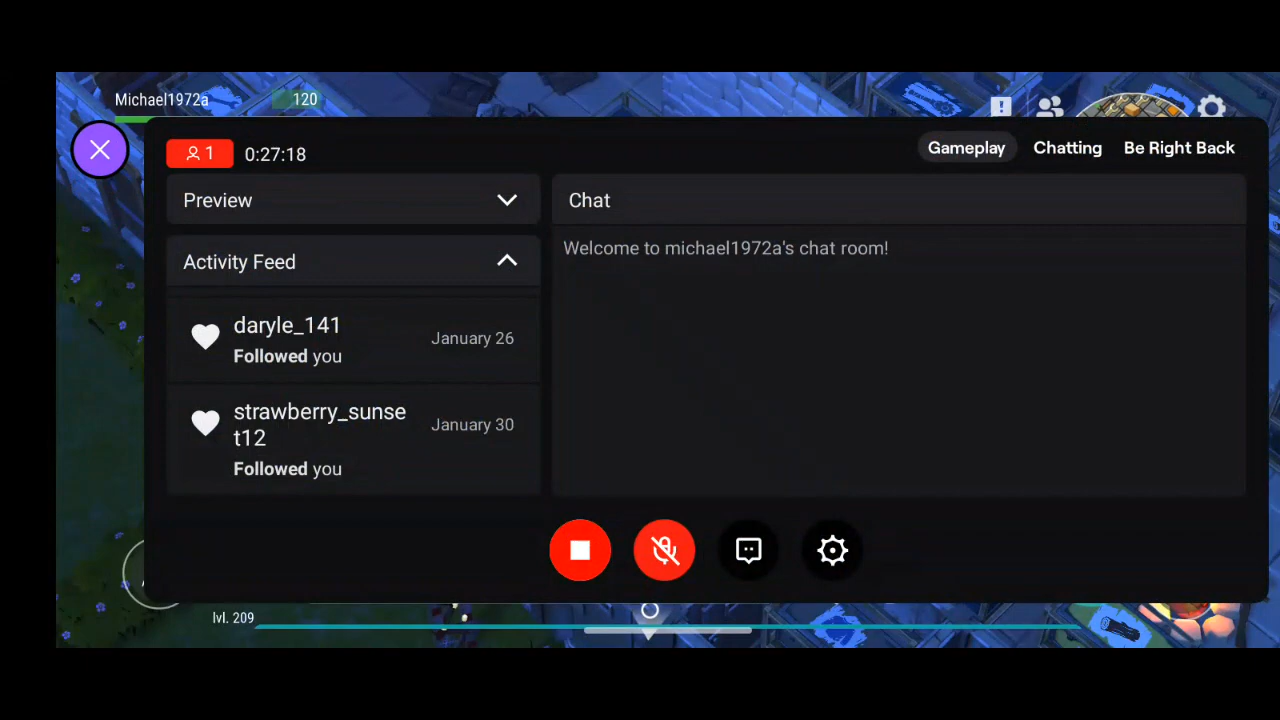 Michael1972a
120
1
0:27:18
Gameplay
Chatting
Be Right Back
Preview
Chat
Activity Feed
Welcome to michael1972a's chat room!
daryle_141
January 26
Followed you
strawberry_sunse
t12
January 30
Followed you
lvl. 209